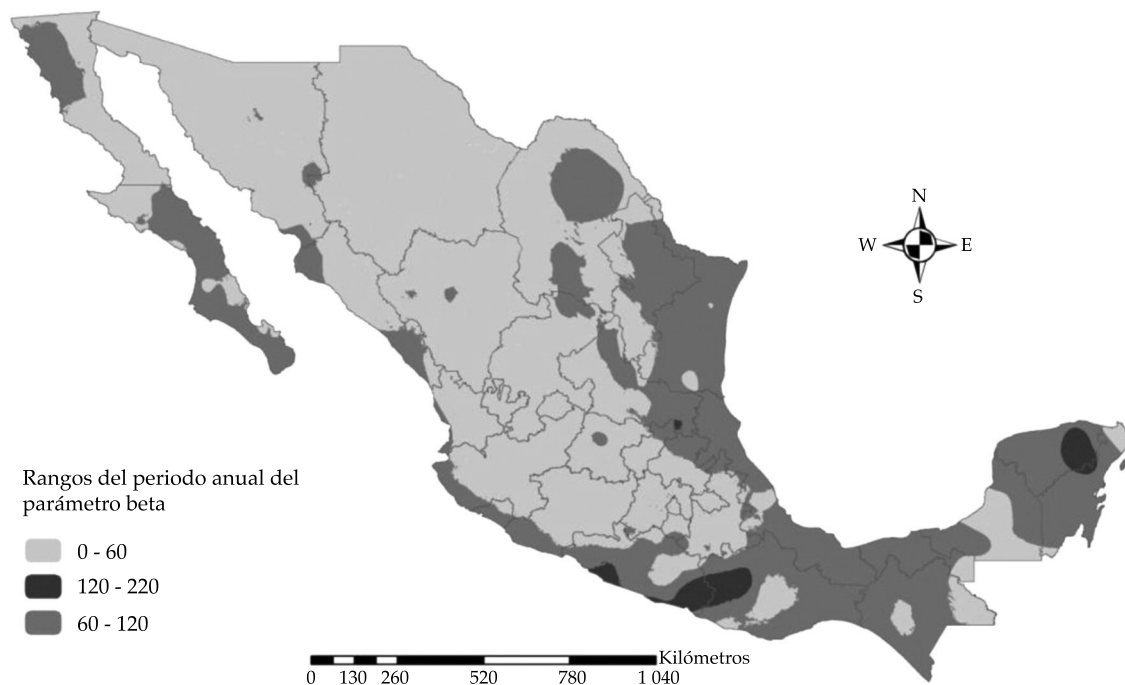 N
W E
S
Rangos del periodo anual del
parámetro beta
0 - 60
120 - 220
60 - 120
Kilómetros
0 130 260 520 780 1 040